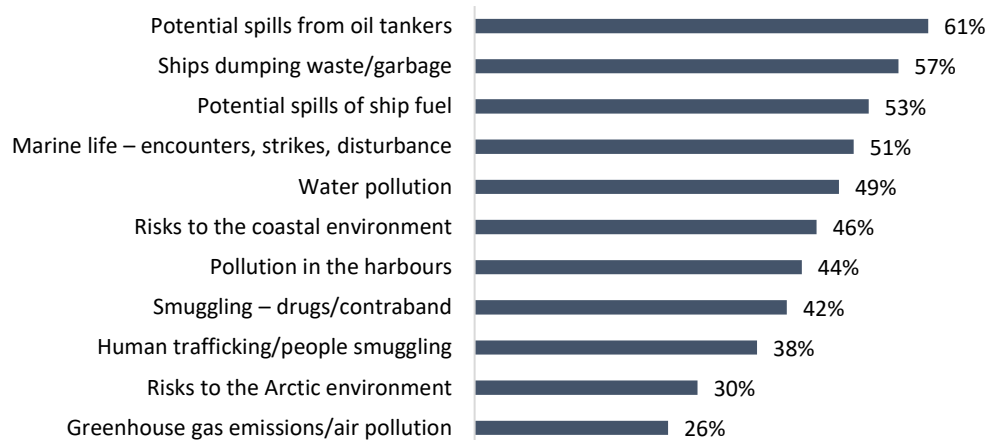 Potential spills from oil tankers 61%
Ships dumping waste/garbage 57%
Potential spills of ship fuel 53%
Marine life – encounters, strikes, disturbance 51%
Water pollution 49%
Risks to the coastal environment 46%
Pollution in the harbours 44%
Smuggling – drugs/contraband 42%
Human trafficking/people smuggling 38%
Risks to the Arctic environment 30%
Greenhouse gas emissions/air pollution 26%